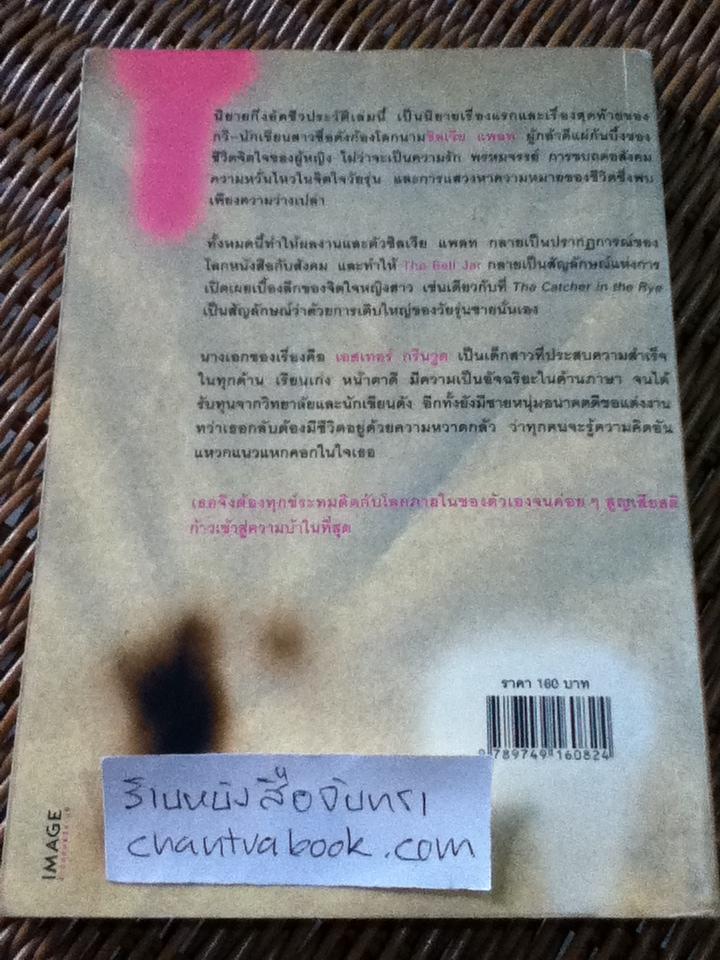 นิยายกึ่งอัตชีวประวัติเล่มนี้ เป็นนิยายเรื่องแรกและเรื่องสุดท้ายของ
กวี-นักเขียนสาวชื่อดังก้องโลกนามซิลเวีย แพลท ผู้กล้าตีแผ่ก้นบึ้งของ
ชีวิตจิตใจของผู้หญิง ไม่ว่าจะเป็นความรัก พรหมจรรย์ การขบถต่อสังคม
ความหวั่นไหวในจิตใจวัยรุ่น และการแสวงหาความหมายของชีวิตซึ่งพบ
เพียงความว่างเปล่า
ทั้งหมดนี้ทำให้ผลงานและตัวซิลเวีย แพลท กลายเป็นปรากฏการณ์ของ
โลกหนังสือกับสังคม และทำให้ The Bell Jar กลายเป็นสัญลักษณ์แห่งการ
เปิดเผยเบื้องลึกของจิตใจหญิงสาว เช่นเดียวกับที่ The Catcher in the Rye
เป็นสัญลักษณ์ว่าด้วยการเติบใหญ่ของวัยรุ่นชายนั่นเอง
นางเอกของเรื่องคือ เอสเทอร์ กรีนวูด เป็นเด็กสาวที่ประสบความสำเร็จ
ในทุกด้าน เรียนเก่ง หน้าตาดี มีความเป็นอัจฉริยะในด้านภาษา จนได้
รับทุนจากวิทยาลัยและนักเขียนดัง อีกทั้งยังมีชายหนุ่มอนาคตดีขอแต่งงาน
ทว่าเธอกลับต้องมีชีวิตอยู่ด้วยความหวาดกลัว ว่าทุกคนจะรู้ความคิดอัน
แหวกแนวแหกคอกในใจเธอ
เธอจึงต้องทุกข์ระทมติดกับโลกภายในของตัวเองจนค่อย ๆ สูญเสียสติ
ก้าวเข้าสู่ความบ้าในที่สุด
ราคา 160 บาท
9 789749 160824
IMAGE
ร้านหนังสือจันทรา
chantrabook.com